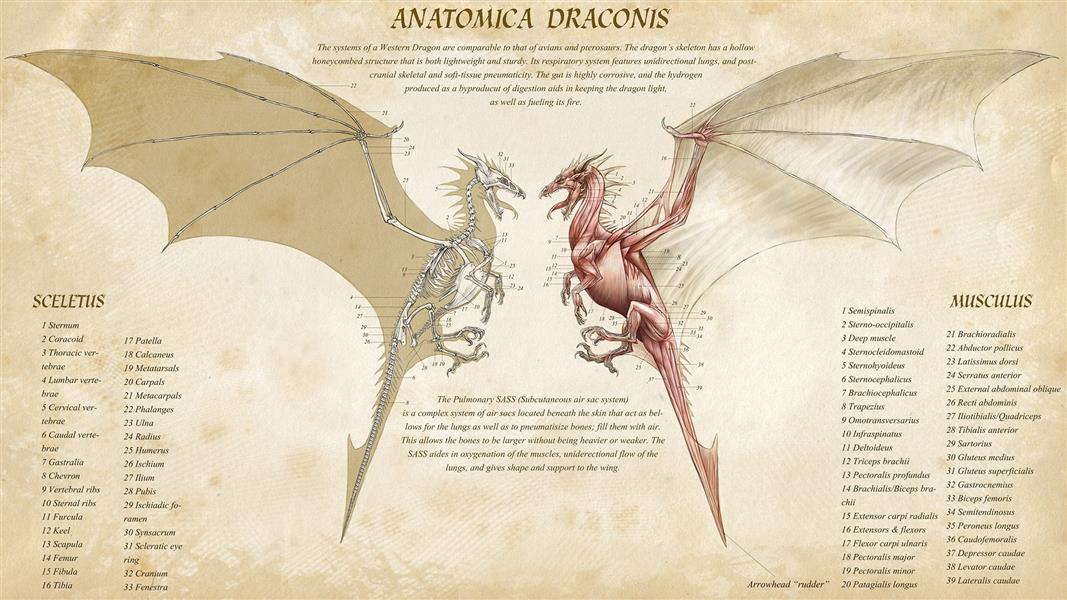 ANATOMICA DRACONIS
The systems of a Western Dragon are comparable to that of avians and pterosaurs. The dragon's skeleton has a hollow
honeycombed structure that is both lightweight and sturdy. Its respiratory system features unidirectional lungs, and post-
cranial skeletal and soft-tissue pneumaticity. The gut is highly corrosive, and the hydrogen
produced as a byproducut of digestion aids in keeping the dragon light,
as well as fueling its fire.
SCELETUS
1 Sternum
2 Coracoid
3 Thoracic ver-
tebrae
4 Lumbar verte-
brae
5 Cervical ver-
tebrae
6 Caudal verte-
brae
7 Gastralia
8 Chevron
9 Vertebral ribs
10 Sternal ribs
11 Furcula
12 Keel
13 Scapula
14 Femur
15 Fibula
16 Tibia
17 Patella
18 Calcaneus
19 Metatarsals
20 Carpals
21 Metacarpals
22 Phalanges
23 Ulna
24 Radius
25 Humerus
26 Ischium
27 Ilium
28 Pubis
29 Ischiadic fo-
ramen
30 Synsacrum
31 Scleratic eye
ring
32 Cranium
33 Fenestra
The Pulmonary SASS (Subcutaneous air sac system)
is a complex system of air sacs located beneath the skin that act as bel-
lows for the lungs as well as to pneumatisize bones; fill them with air.
This allows the bones to be larger without being heavier or weaker. The
SASS aides in oxygenation of the muscles, uniderectional flow of the
lungs, and gives shape and support to the wing.
MUSCULUS
1 Semispinalis
2 Sterno-occipitalis
3 Deep muscle
4 Sternocleidomastoid
5 Sternohyoideus
6 Sternocephalicus
7 Brachiocephalicus
8 Trapezius
9 Omotransversarius
10 Infraspinatus
11 Deltoideus
12 Triceps brachii
13 Pectoralis profundus
14 Brachialis/Biceps bra-
chii
15 Extensor carpi radialis
16 Extensors & flexors
17 Flexor carpi ulnaris
18 Pectoralis major
19 Pectoralis minor
20 Patagialis longus
21 Brachioradialis
22 Abductor pollicus
23 Latissimus dorsi
24 Serratus anterior
25 External abdominal oblique
26 Recti abdominis
27 Iliotibialis/Quadriceps
28 Tibialis anterior
29 Sartorius
30 Gluteus medius
31 Gluteus superficialis
32 Gastrocnemius
33 Biceps femoris
34 Semitendinosus
35 Peroneus longus
36 Caudofemoralis
37 Depressor caudae
38 Levator caudae
39 Lateralis caudae
Arrowhead "rudder"